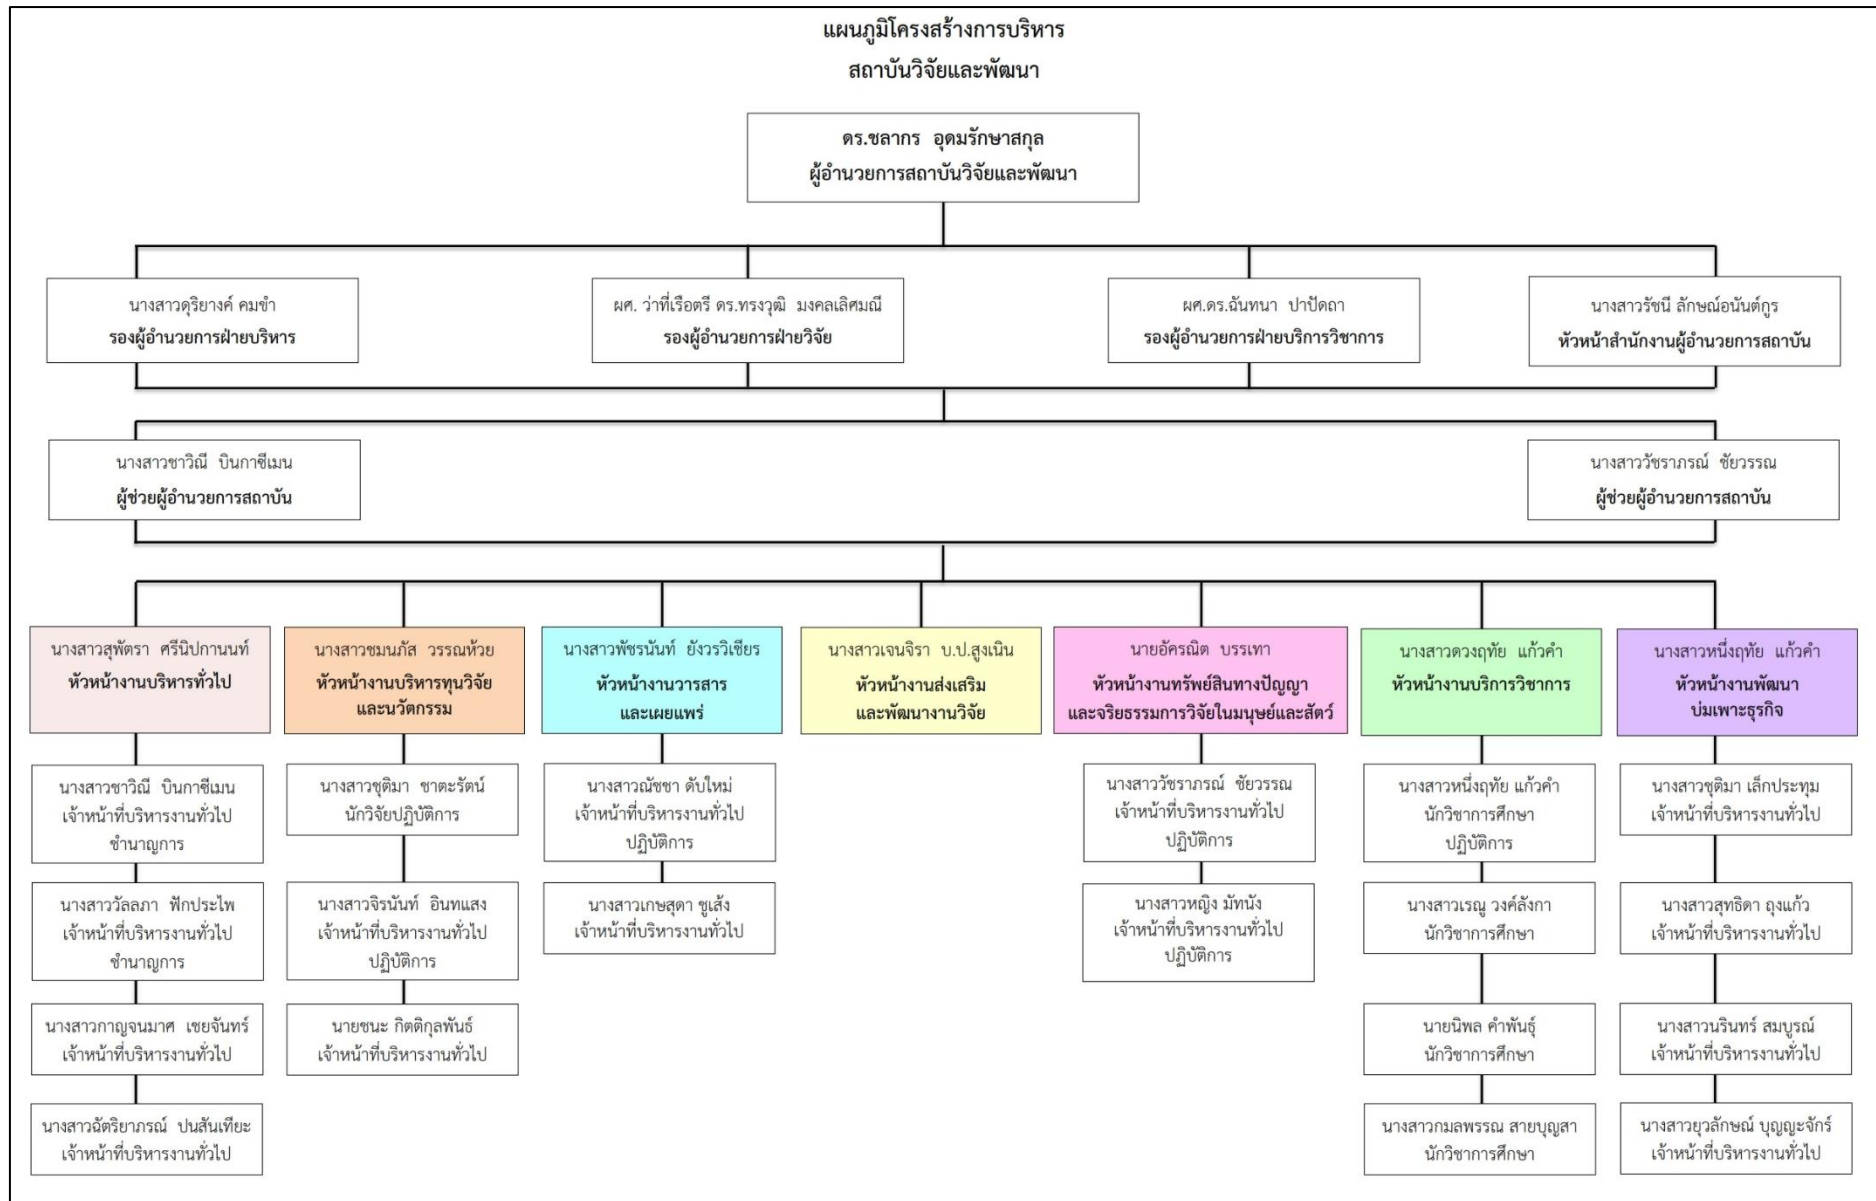 แผนภูมิโครงสร้างการบริหาร
สถาบันวิจัยและพัฒนา
ดร.ชลากร อุดมรักษาสกุล
ผู้อำนวยการสถาบันวิจัยและพัฒนา
นางสาวดุริยางค์ คมขำ
รองผู้อำนวยการฝ่ายบริหาร
ผศ. ว่าที่เรือตรี ดร.ทรงวุฒิ มงคลเลิศมณี
รองผู้อำนวยการฝ่ายวิจัย
ผศ.ดร.ฉันทนา ปาปัดถา
รองผู้อำนวยการฝ่ายบริการวิชาการ
นางสาวรัชนี ลักษณ์อนันต์กูร
หัวหน้าสำนักงานผู้อำนวยการสถาบัน
นางสาวชาวิณี บินกาซีเมน
ผู้ช่วยผู้อำนวยการสถาบัน
นางสาววัชราภรณ์ ชัยวรรณ
ผู้ช่วยผู้อำนวยการสถาบัน
นางสาวสุพัตรา ศรีนิปกานนท์
หัวหน้างานบริหารทั่วไป
นางสาวชาวิณี บินกาซีเมน
เจ้าหน้าที่บริหารงานทั่วไป
ชำนาญการ
นางสาววัลลภา ฟักประไพ
เจ้าหน้าที่บริหารงานทั่วไป
ชำนาญการ
นางสาวกาญจนมาศ เชยจันทร์
เจ้าหน้าที่บริหารงานทั่วไป
นางสาวฉัตริยาภรณ์ ปนสันเทียะ
เจ้าหน้าที่บริหารงานทั่วไป
นางสาวชมนภัส วรรณห้วย
หัวหน้างานบริหารทุนวิจัย
และนวัตกรรม
นางสาวชุติมา ชาตะรัตน์
นักวิจัยปฏิบัติการ
นางสาวจิรนันท์ อินทแสง
เจ้าหน้าที่บริหารงานทั่วไป
ปฏิบัติการ
นายชนะ กิตติกุลพันธ์
เจ้าหน้าที่บริหารงานทั่วไป
นางสาวพัชรนันท์ ยังวรวิเชียร
หัวหน้างานวารสาร
และเผยแพร่
นางสาวณัชชา ดับใหม่
เจ้าหน้าที่บริหารงานทั่วไป
ปฏิบัติการ
นางสาวเกษสุดา ชูเส้ง
เจ้าหน้าที่บริหารงานทั่วไป
นางสาวเจนจิรา บ.ป.สูงเนิน
หัวหน้างานส่งเสริม
และพัฒนางานวิจัย
นายอัครณิต บรรเทา
หัวหน้างานทรัพย์สินทางปัญญา
และจริยธรรมการวิจัยในมนุษย์และสัตว์
นางสาววัชราภรณ์ ชัยวรรณ
เจ้าหน้าที่บริหารงานทั่วไป
ปฏิบัติการ
นางสาวหญิง มัทนัง
เจ้าหน้าที่บริหารงานทั่วไป
ปฏิบัติการ
นางสาวดวงฤทัย แก้วคำ
หัวหน้างานบริการวิชาการ
นางสาวหนึ่งฤทัย แก้วคำ
นักวิชาการศึกษา
ปฏิบัติการ
นางสาวเรณู วงค์ลังกา
นักวิชาการศึกษา
นายนิพล คำพันธุ์
นักวิชาการศึกษา
นางสาวกมลพรรณ สายบุญสา
นักวิชาการศึกษา
นางสาวหนึ่งฤทัย แก้วคำ
หัวหน้างานพัฒนา
บ่มเพาะธุรกิจ
นางสาวชุติมา เล็กประทุม
เจ้าหน้าที่บริหารงานทั่วไป
นางสาวสุทธิดา ถุงแก้ว
เจ้าหน้าที่บริหารงานทั่วไป
นางสาวนรินทร์ สมบูรณ์
เจ้าหน้าที่บริหารงานทั่วไป
นางสาวยุวลักษณ์ บุญญะจักร์
เจ้าหน้าที่บริหารงานทั่วไป